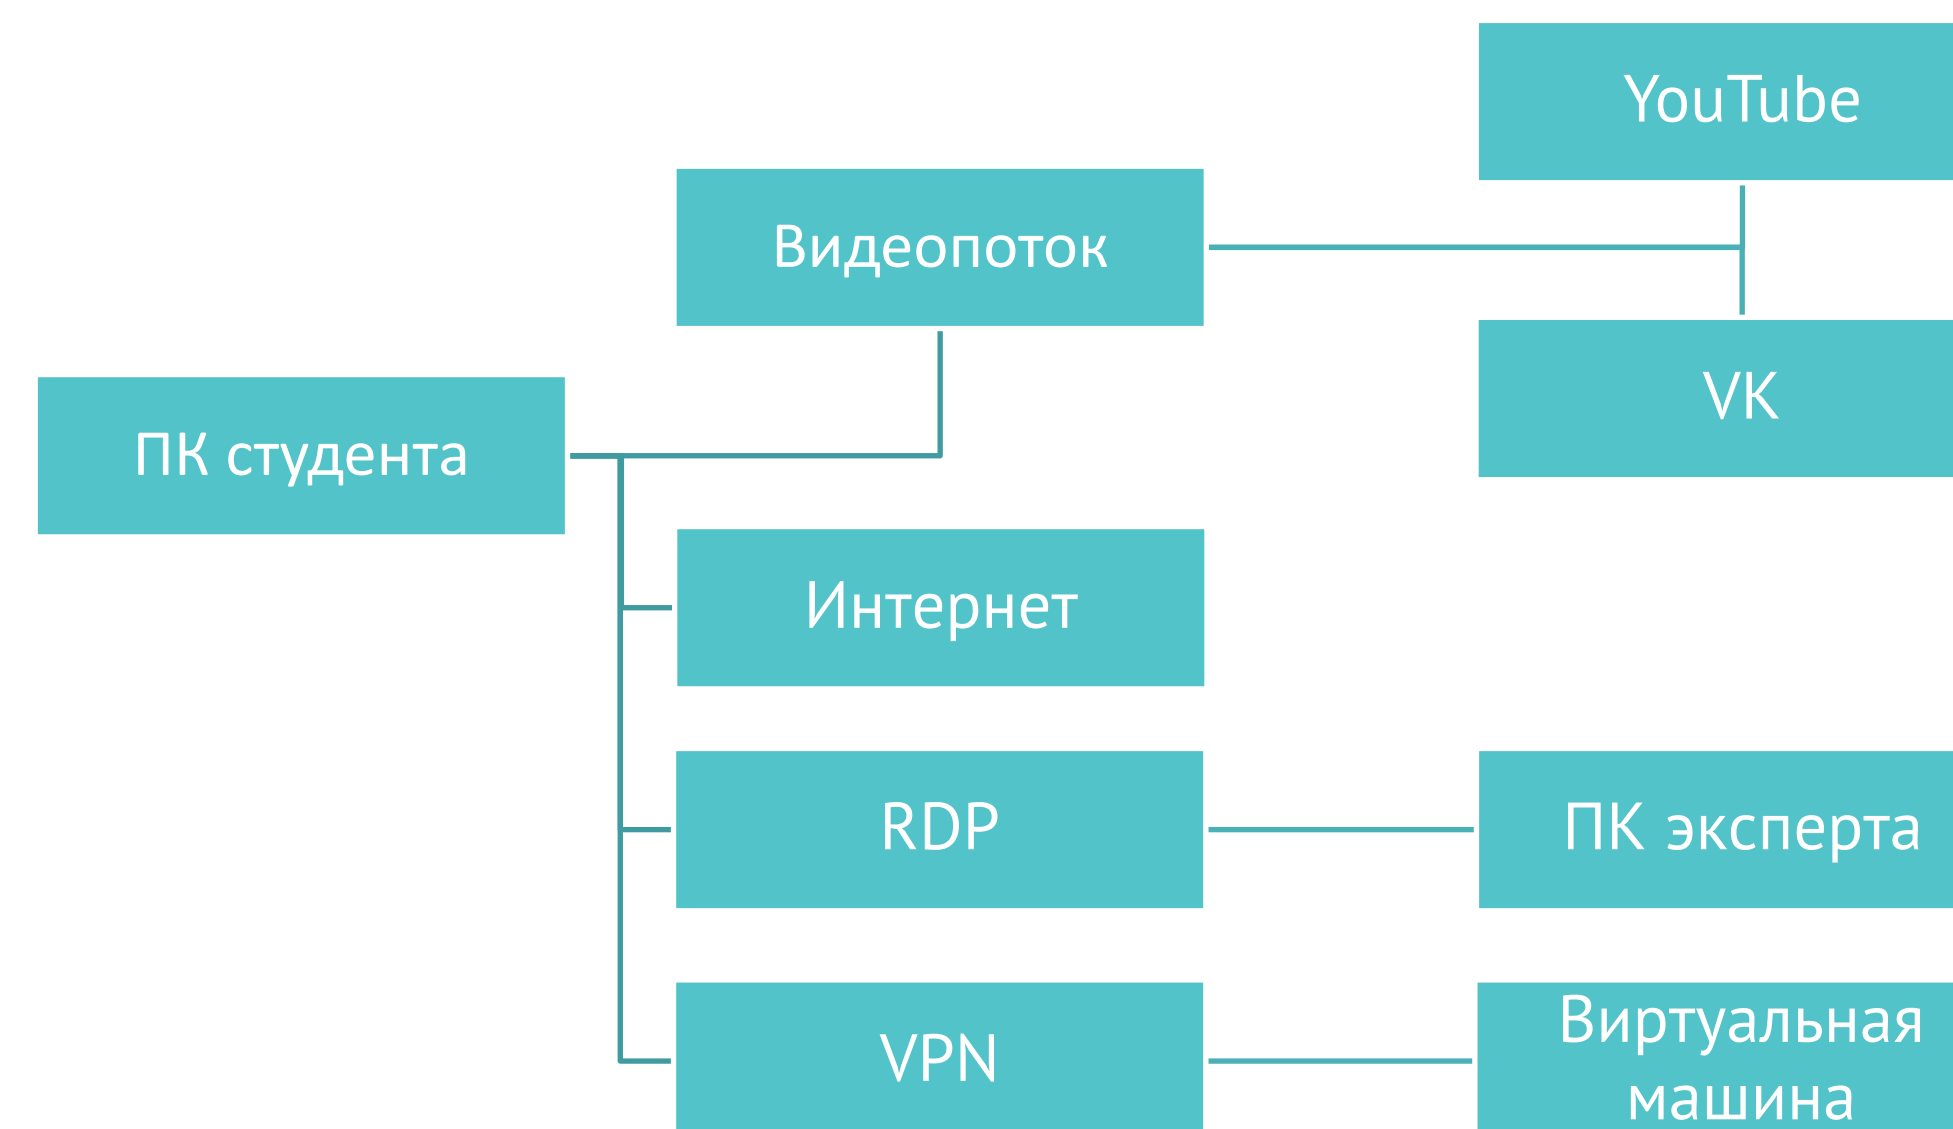 YouTube
Видеопоток
VK
ПК студента
Интернет
RDP
ПК эксперта
VPN
Виртуальная
машина